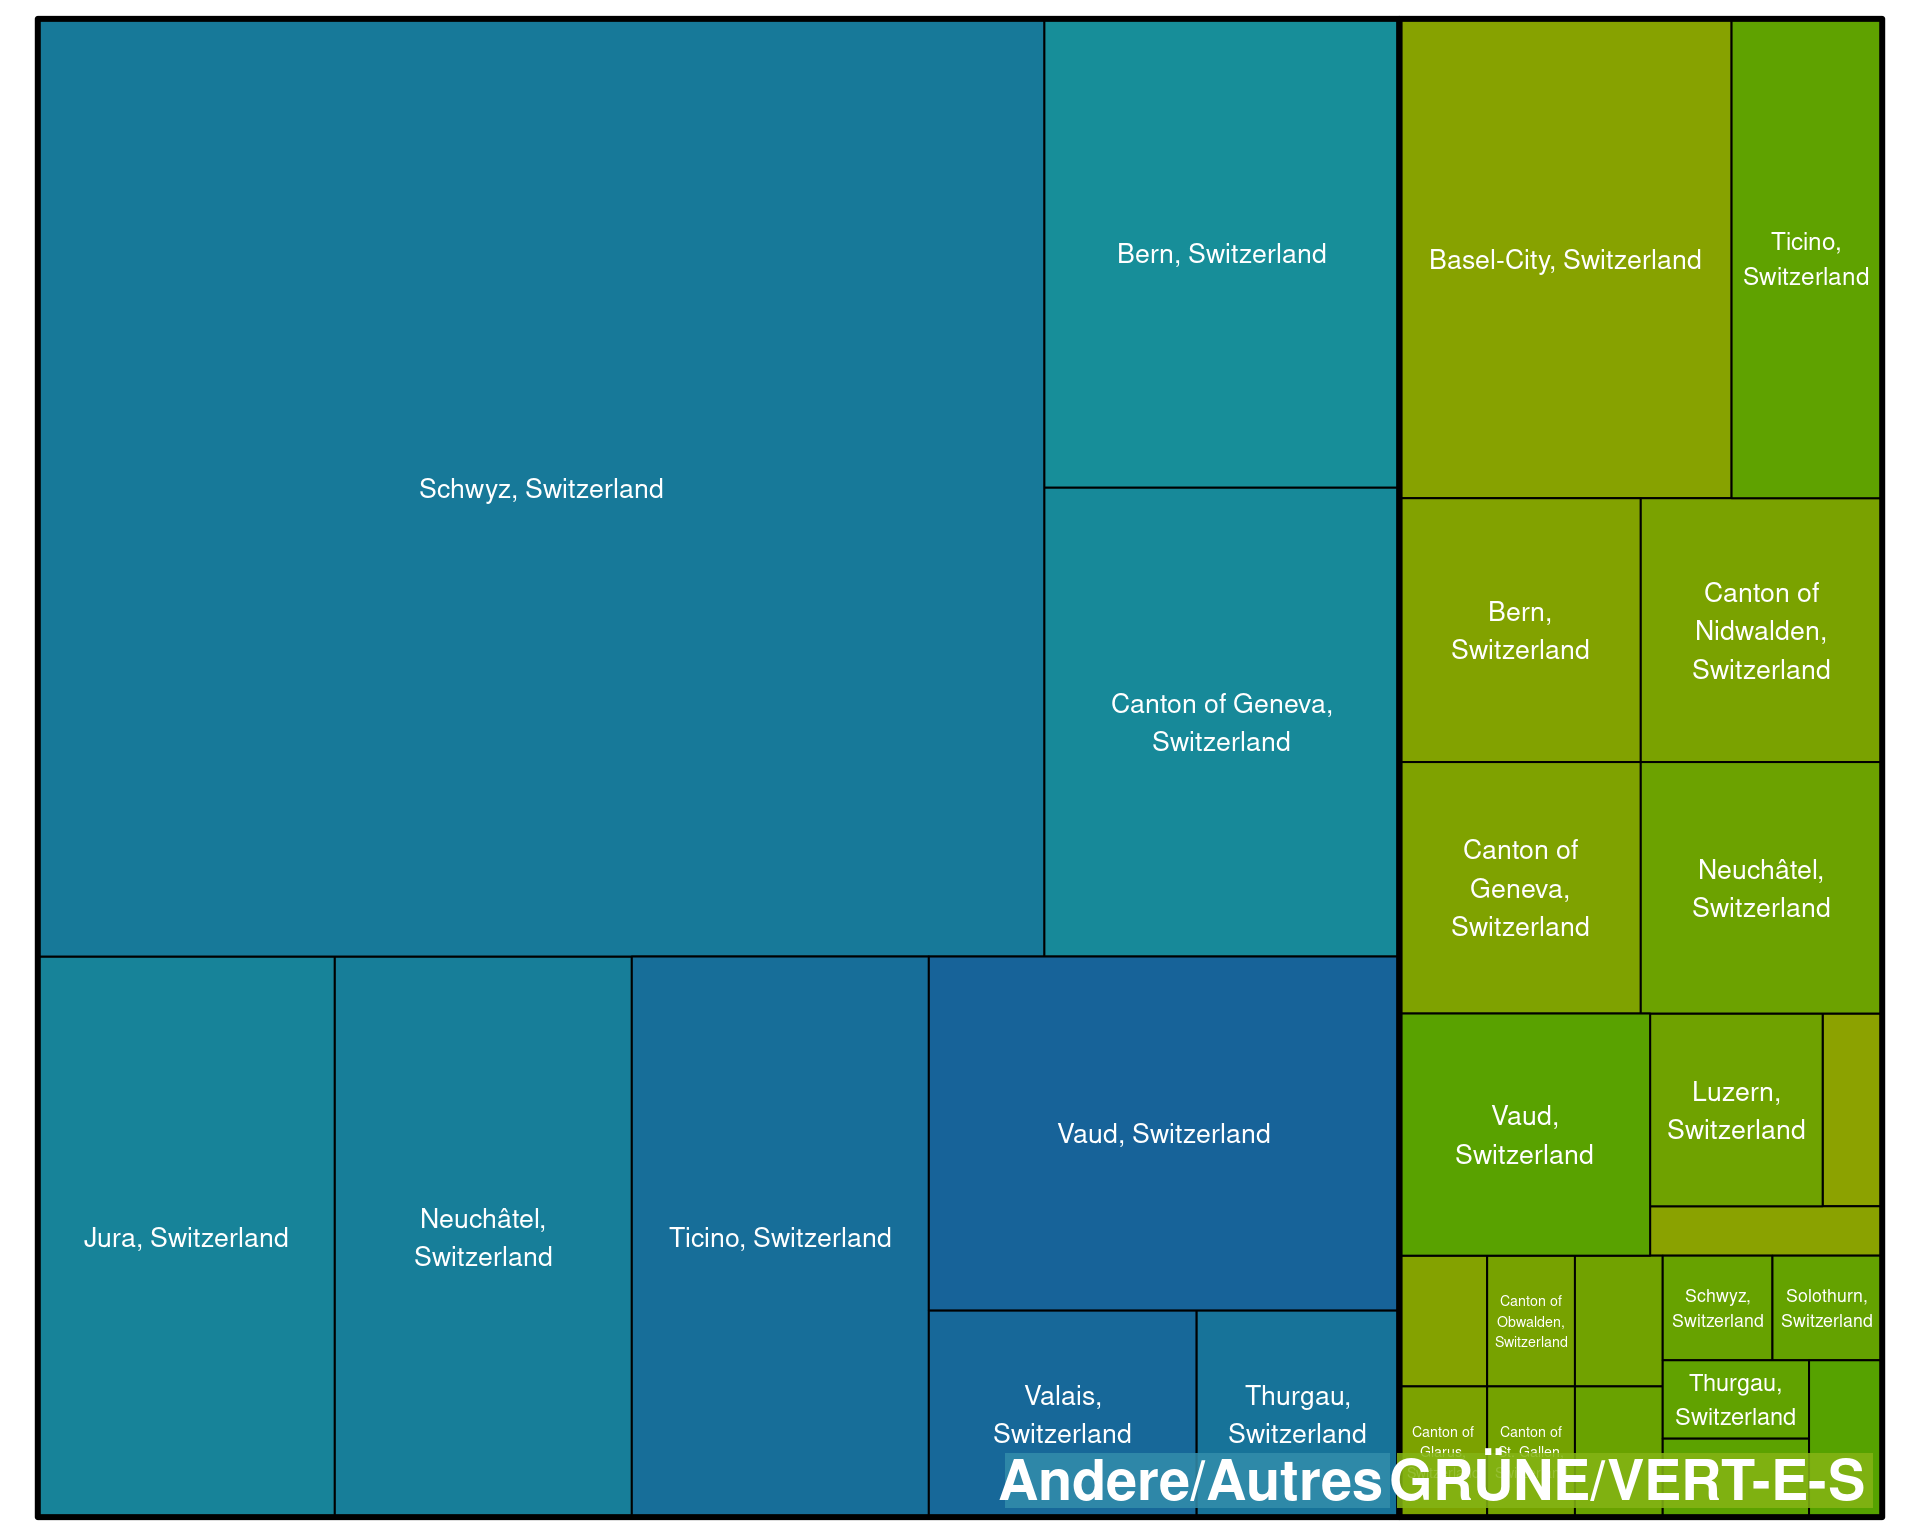 Schwyz, Switzerland
Bern, Switzerland
Canton of Geneva,
Switzerland
Jura, Switzerland
Neuchâtel,
Switzerland
Ticino, Switzerland
Vaud, Switzerland
Valais,
Switzerland
Thurgau,
Switzerland
Basel-City, Switzerland
Ticino,
Switzerland
Bern,
Switzerland
Canton of
Nidwalden,
Switzerland
Canton of
Geneva,
Switzerland
Neuchâtel,
Switzerland
Vaud,
Switzerland
Luzern,
Switzerland
Canton of
Obwalden,
Switzerland
Schwyz,
Switzerland
Solothurn,
Switzerland
Thurgau,
Switzerland
Canton of
Glarus,
Canton of
St. Gallen,
Andere/Autres
GRÜNE/VERT-E-S